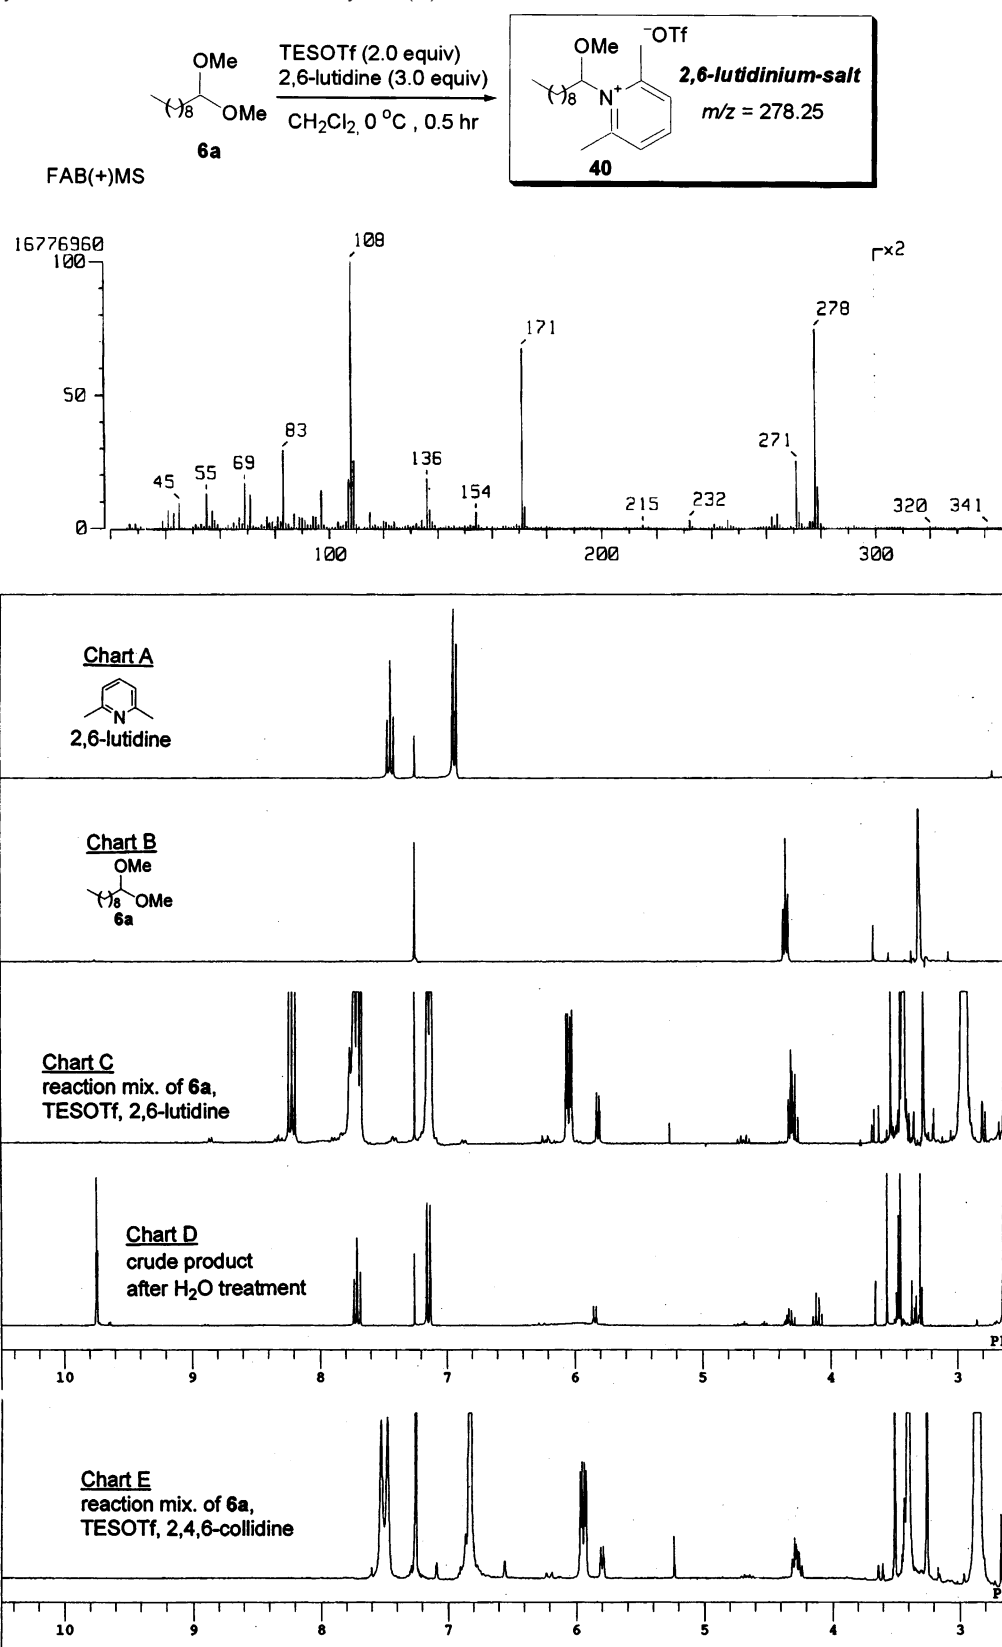 OMe
OMe
( )8
6a
TESOTf (2.0 equiv)
2,6-lutidine (3.0 equiv)
CH2Cl2, 0 °C , 0.5 hr
-OTf
OMe
( )8
N+
40
2,6-lutidinium-salt
m/z = 278.25
FAB(+)MS
16776960
100
50
0
45
55
69
83
108
136
154
171
215
232
271
278
320
341
x2
100
200
300
Chart A
N
2,6-lutidine
Chart B
OMe
( )8 OMe
6a
Chart C
reaction mix. of 6a,
TESOTf, 2,6-lutidine
Chart D
crude product
after H2O treatment
10 9 8 7 6 5 4 3
Chart E
reaction mix. of 6a,
TESOTf, 2,4,6-collidine
P
10 9 8 7 6 5 4 3